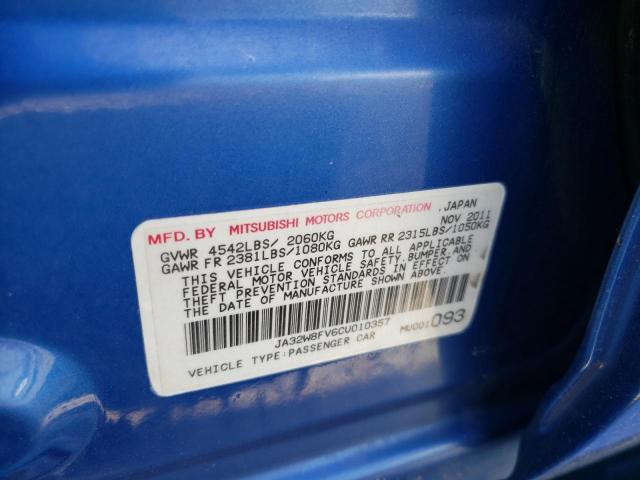 MFD. BY MITSUBISHI MOTORS CORPORATION .JAPAN
NOV 2011
GVWR 4542LBS/ 2060KG
GAWR FR 2381LBS/1080KG GAWR RR 2315LBS/1050KG
THIS VEHICLE CONFORMS TO ALL APPLICABLE
FEDERAL MOTOR VEHICLE SAFETY.BUMPER.AND
THEFT PREVENTION STANDARDS IN EFFECT ON
THE DATE OF MANUFACTURE SHOWN ABOVE.
JA32W8FV6CU010357
MU001093
VEHICLE TYPE:PASSENGER CAR